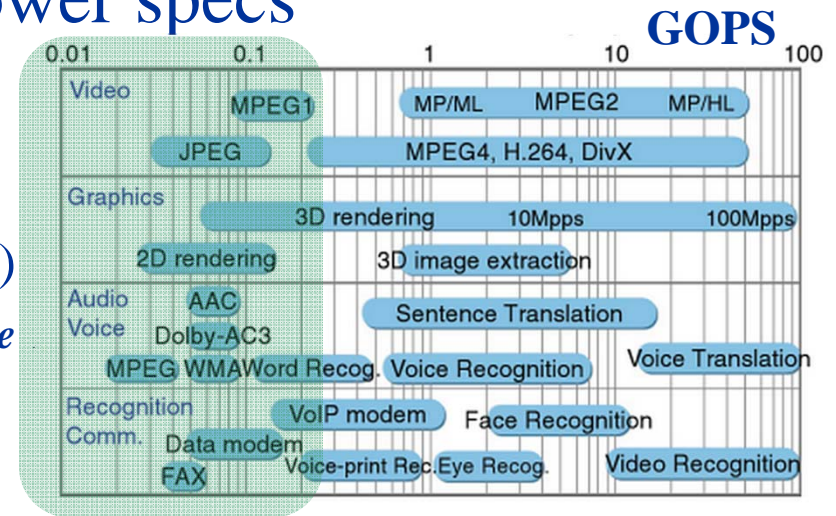 ower specs
GOPS
0.01 0.1 1 10 100
Video
MPEG1 MP/ML MPEG2 MP/HL
JPEG MPEG4, H.264, DivX
Graphics
3D rendering 10Mpps 100Mpps
)
2D rendering 3D image extraction
Audio
Voice
AAC
Sentence Translation
e
Dolby-AC3
MPEG WMA Word Recog. Voice Recognition Voice Translation
Recognition
Comm.
VoIP modem Face Recognition
Data modem
FAX
Voice-print Rec. Eye Recog. Video Recognition